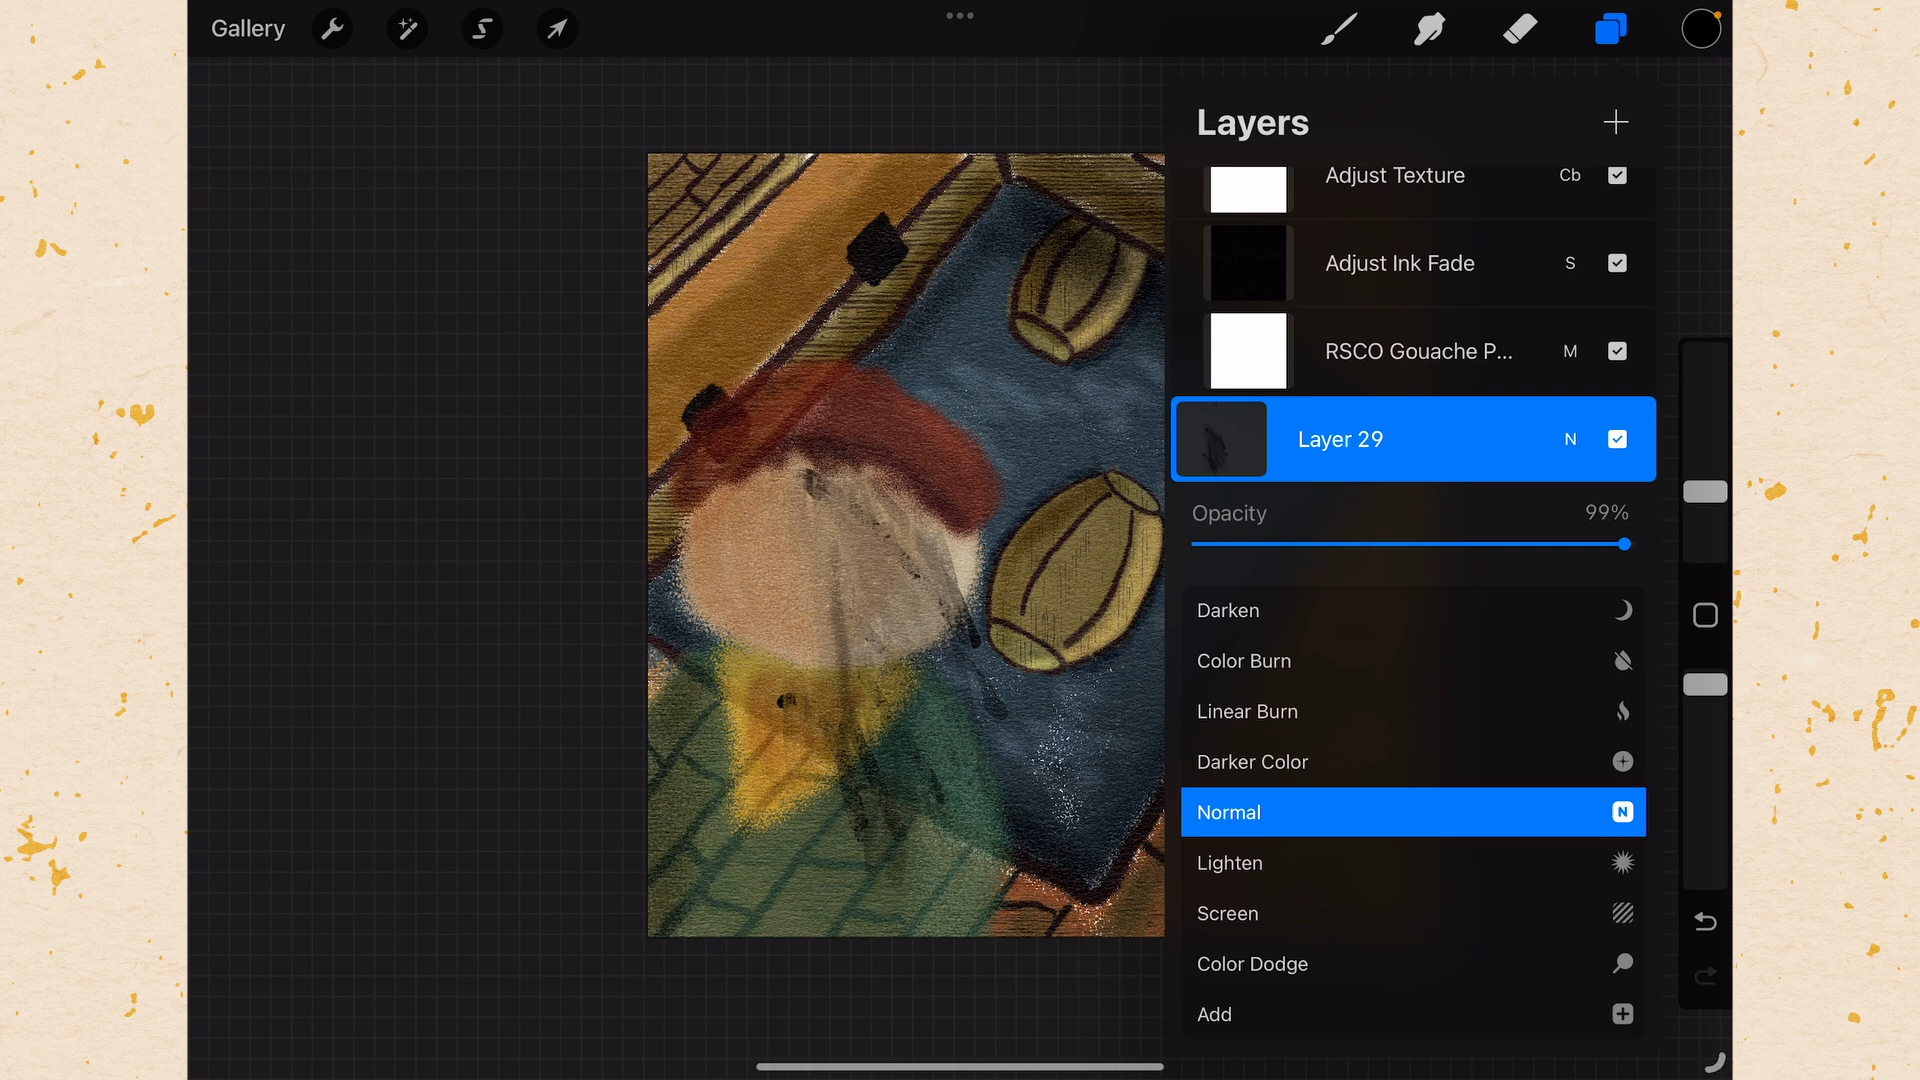 Gallery
Layers
Adjust Texture Cb
Adjust Ink Fade S
RSCO Gouache P... M
Layer 29 N
Opacity 99%
Darken
Color Burn
Linear Burn
Darker Color
Normal N
Lighten
Screen
Color Dodge
Add